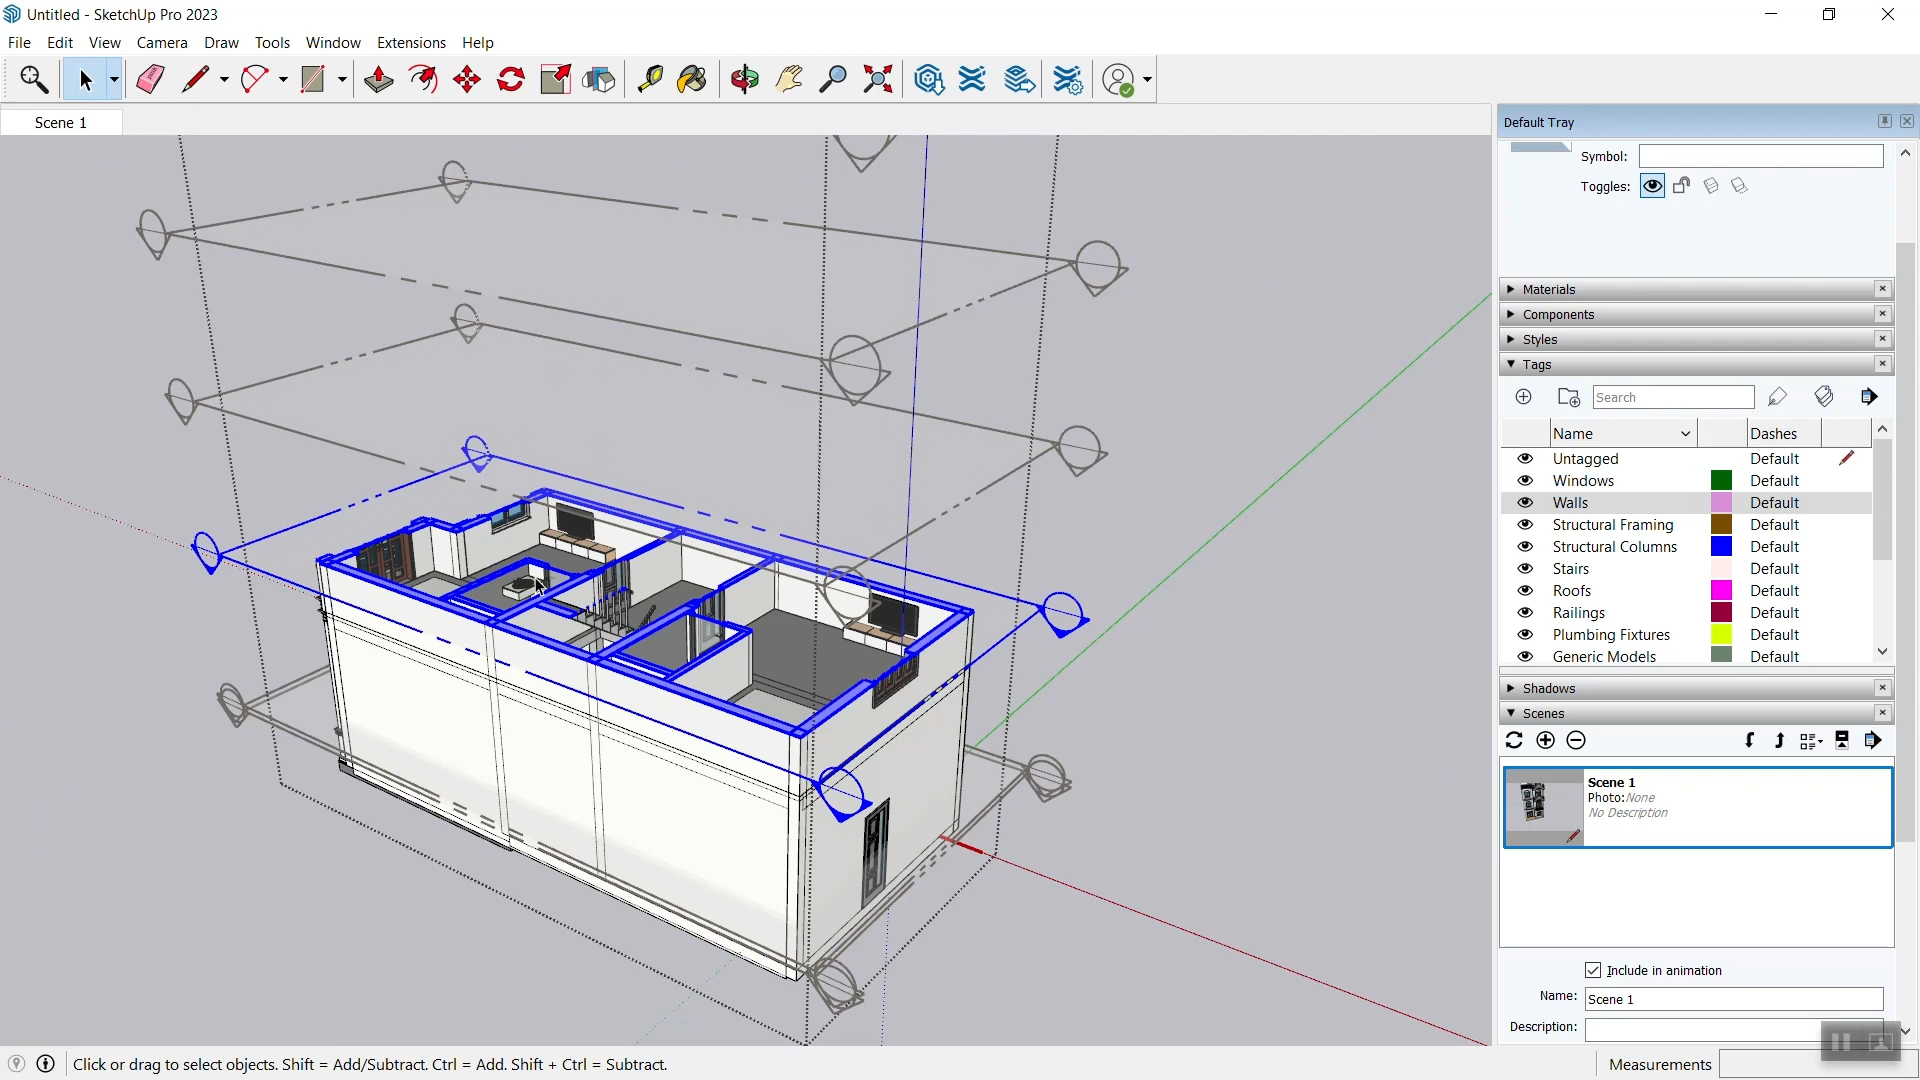 Untitled - SketchUp Pro 2023
File Edit View Camera Draw Tools Window Extensions Help
Scene 1
Default Tray
Symbol:
Toggles:
Materials
Components
Styles
Tags
Search
Name Dashes
Untagged Default
Windows Default
Walls Default
Structural Framing Default
Structural Columns Default
Stairs Default
Roofs Default
Railings Default
Plumbing Fixtures Default
Generic Models Default
Shadows
Scenes
Scene 1
Photo:None
No Description
Include in animation
Name: Scene 1
Description:
Click or drag to select objects. Shift = Add/Subtract. Ctrl = Add. Shift + Ctrl = Subtract.
Measurements